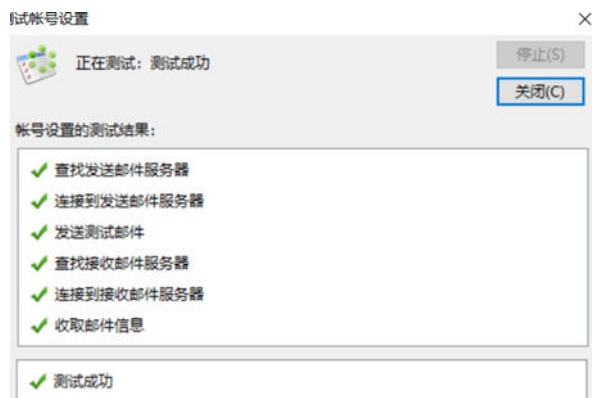 测试帐号设置
正在测试：测试成功
停止(S)
关闭(C)
帐号设置的测试结果：
查找发送邮件服务器
连接到发送邮件服务器
发送测试邮件
查找接收邮件服务器
连接到接收邮件服务器
收取邮件信息
测试成功